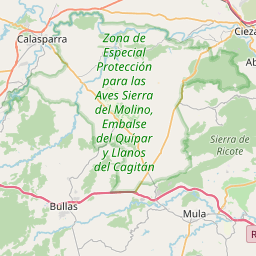 Zona de
Especial
Protección
para las
Aves Sierra
del Molino,
Embalse
del Quípar
y Llanos
del Cagitán
Calasparra
Cieza
Ab
Sierra de
Ricote
Bullas
Mula
R